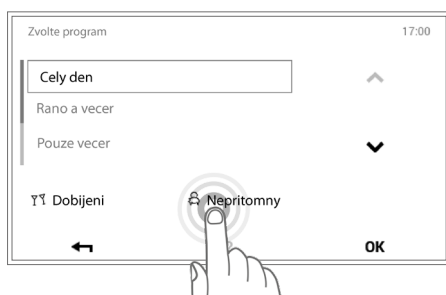 Zvolte program 17:00
Cely den
Rano a vecer
Pouze vecer
Dobijeni Nepritomny
OK